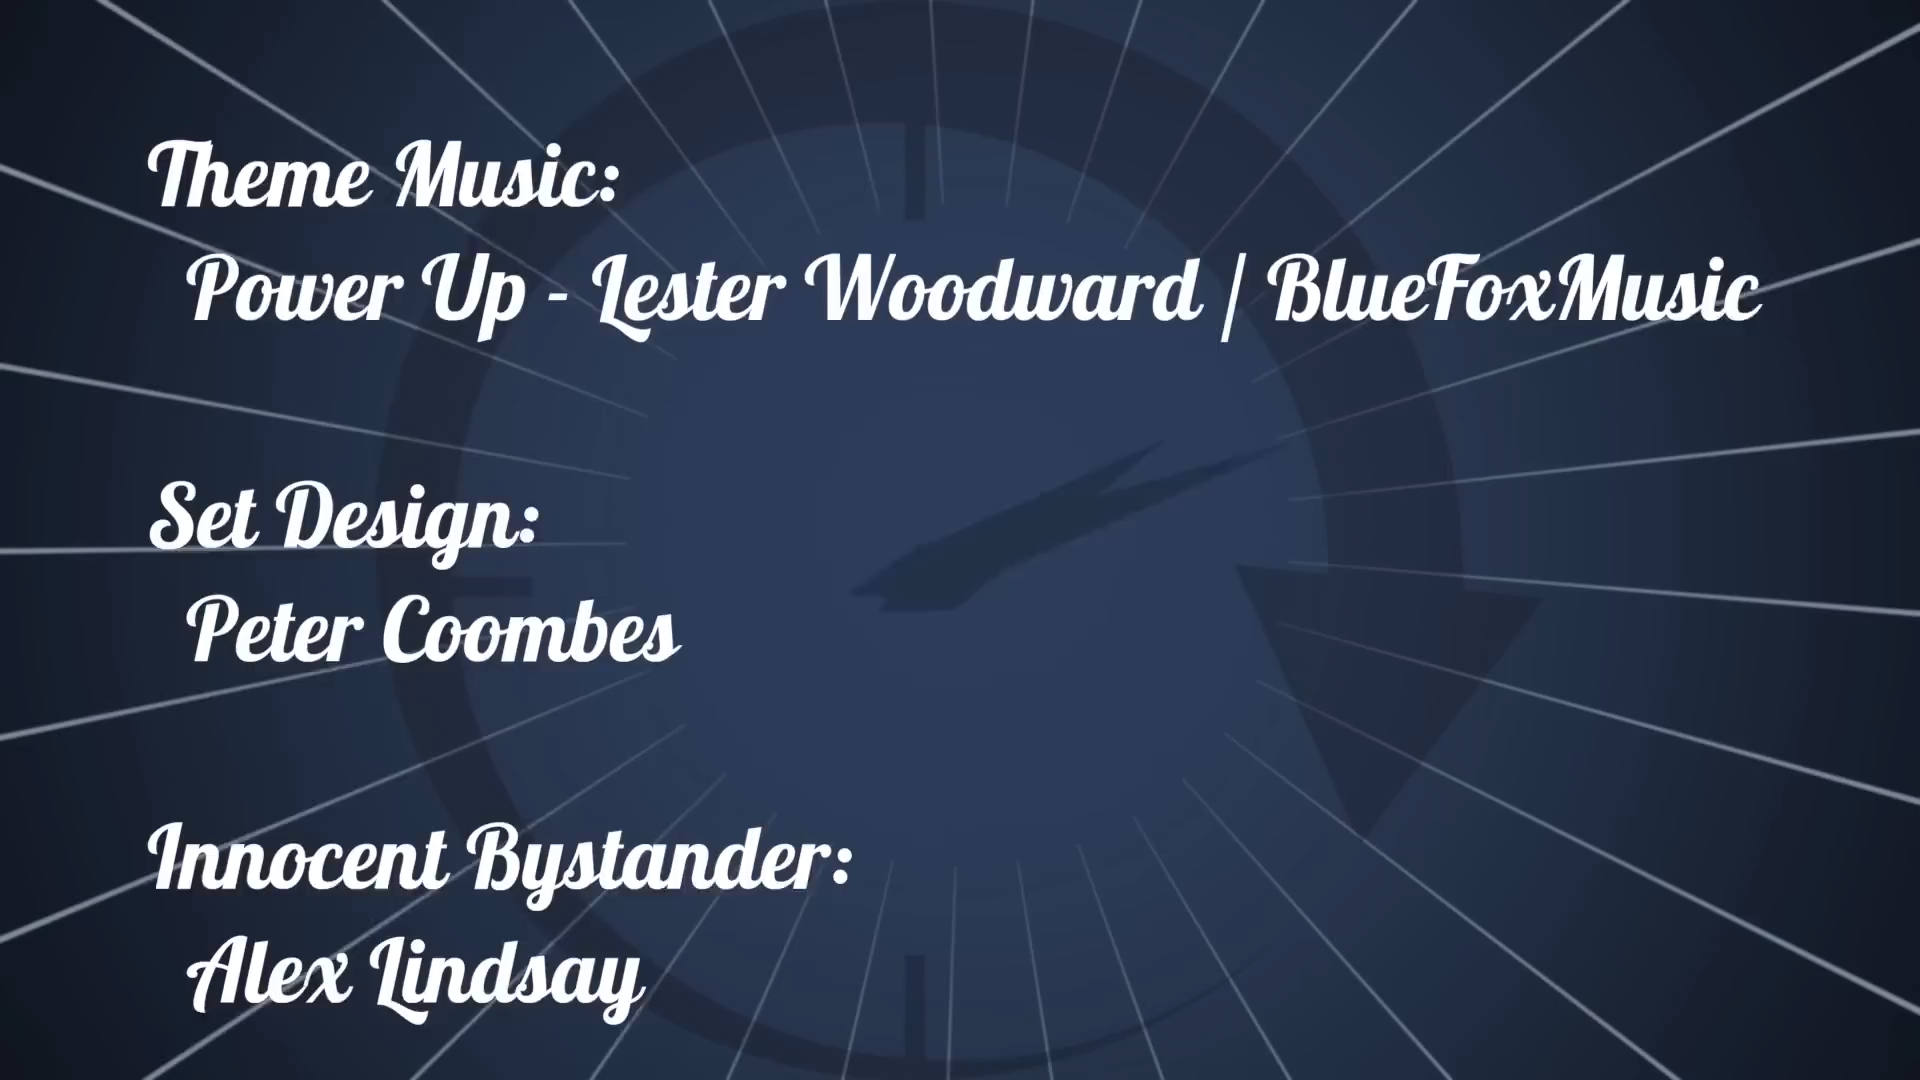 Theme Music:
Power Up - Lester Woodward / BlueFoxMusic
Set Design:
Peter Coombes
Innocent Bystander:
Alex Lindsay